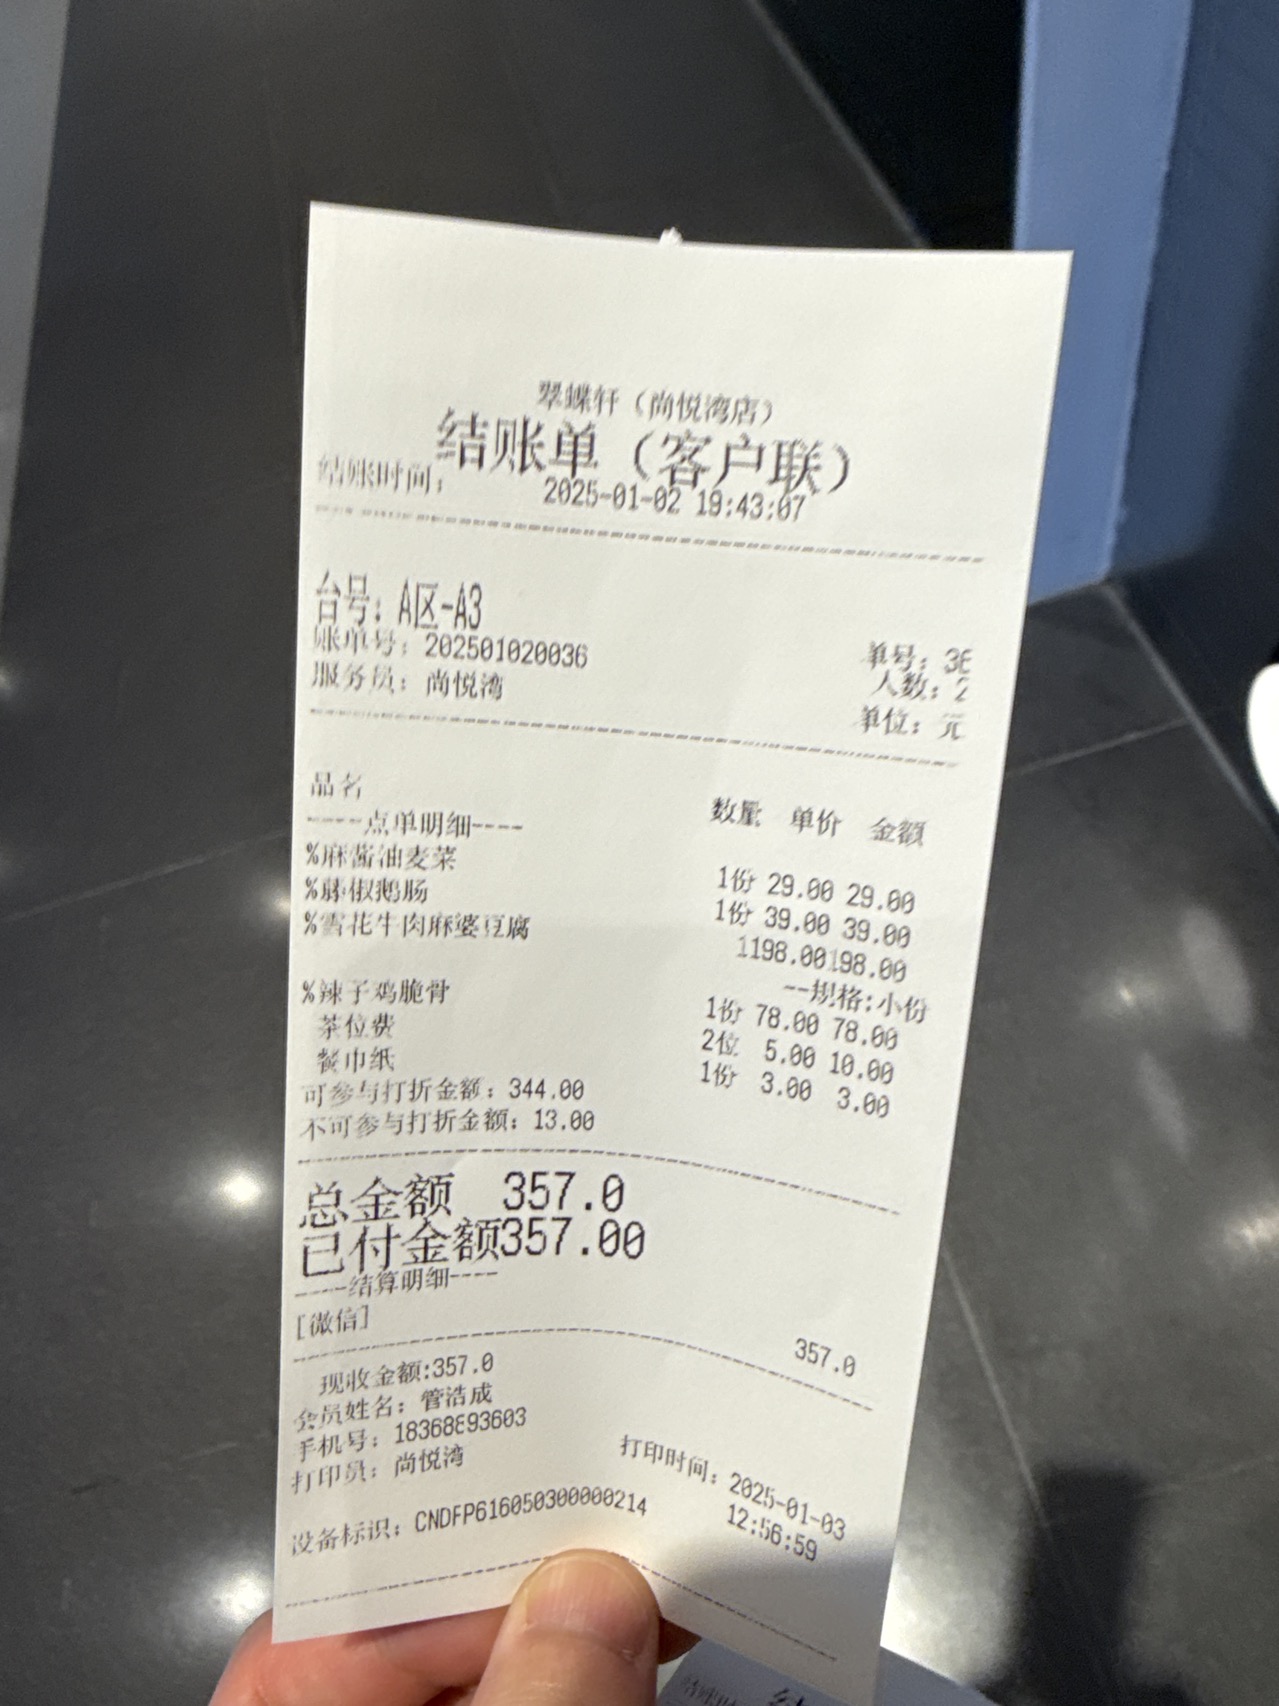 翠蝶轩（尚悦湾店）
结账单（客户联）
结账时间： 2025-01-02 19:43:07
台号：A区-A3
账单号：202501020036 单号：36
服务员：尚悦湾 人数：2
单位：元
品名 数量 单价 金额
----点单明细----
%麻酱油麦菜 1份 29.00 29.00
%藤椒鹅肠 1份 39.00 39.00
%雪花牛肉麻婆豆腐 1198.00198.00
--规格:小份
%辣子鸡脆骨 1份 78.00 78.00
茶位费 2位 5.00 10.00
餐巾纸 1份 3.00 3.00
可参与打折金额：344.00
不可参与打折金额：13.00
总金额 357.0
已付金额357.00
----结算明细----
[微信] 357.0
现收金额:357.0
会员姓名：管浩成
手机号：18368893603
打印员：尚悦湾 打印时间：2025-01-03
12:56:59
设备标识：CNDFP616050300000214